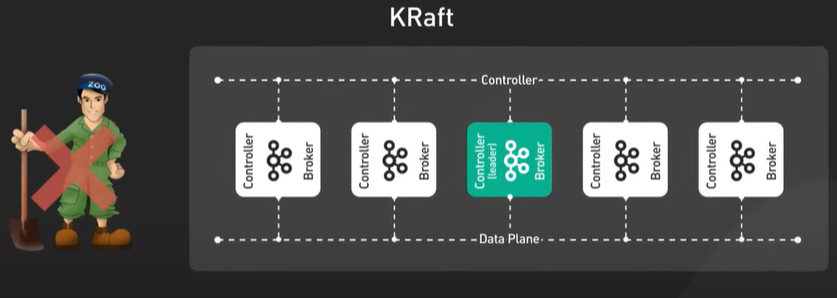 KRaft
ZOO
Controller
Controller
Broker
Controller
Broker
Controller
(leader)
Broker
Controller
Broker
Controller
Broker
Data Plane